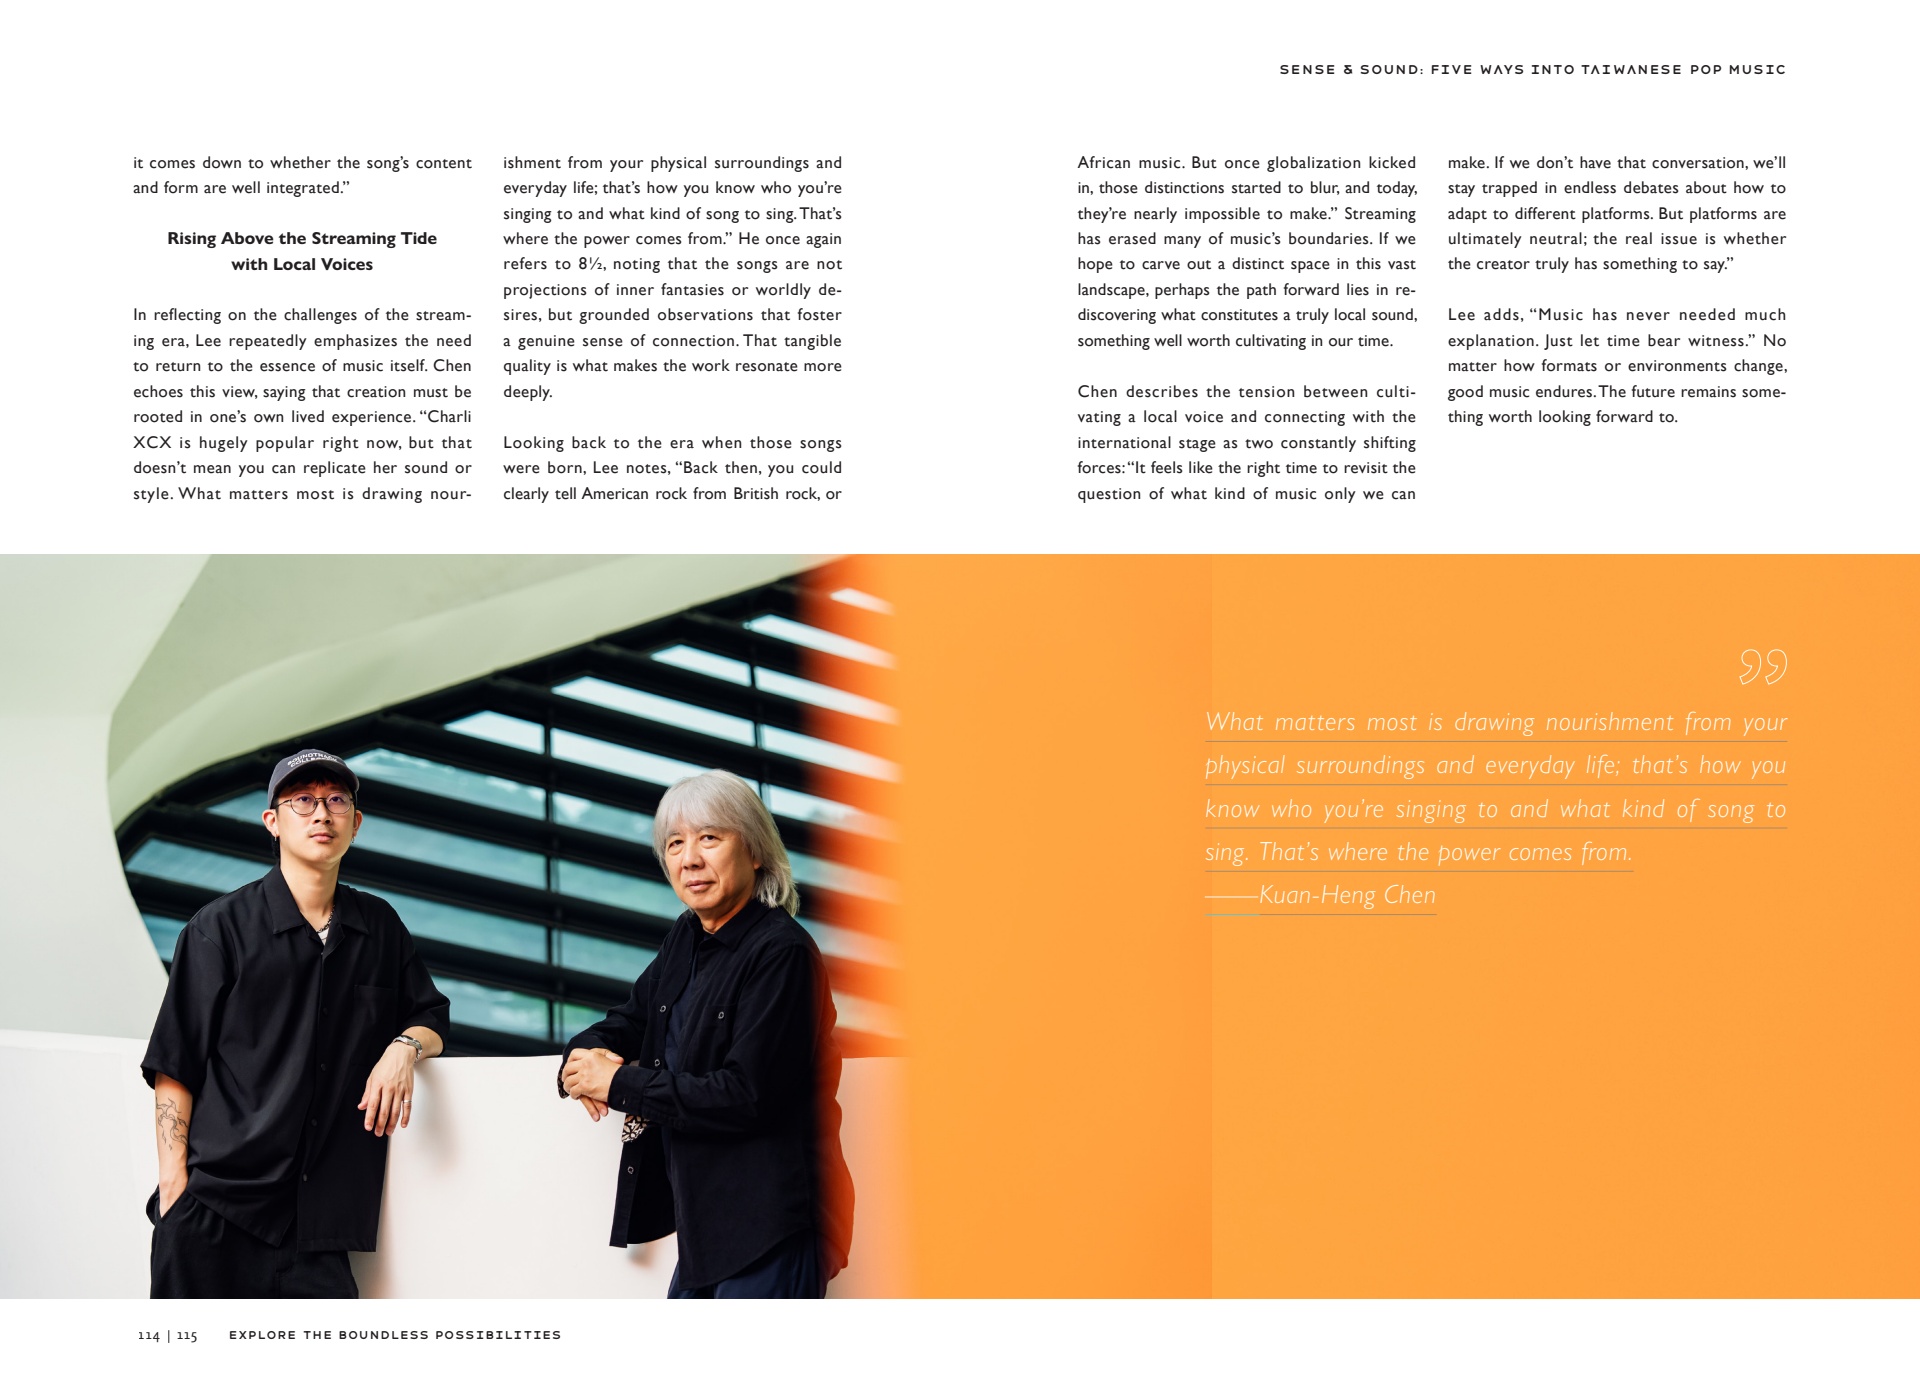 SENSE & SOUND: FIVE WAYS INTO TAIWANESE POP MUSIC
it comes down to whether the song’s content
and form are well integrated.”
Rising Above the Streaming Tide
with Local Voices
In reflecting on the challenges of the stream-
ing era, Lee repeatedly emphasizes the need
to return to the essence of music itself. Chen
echoes this view, saying that creation must be
rooted in one’s own lived experience. “Charli
XCX is hugely popular right now, but that
doesn’t mean you can replicate her sound or
style. What matters most is drawing nour-
ishment from your physical surroundings and
everyday life; that’s how you know who you’re
singing to and what kind of song to sing. That’s
where the power comes from.” He once again
refers to 8½, noting that the songs are not
projections of inner fantasies or worldly de-
sires, but grounded observations that foster
a genuine sense of connection. That tangible
quality is what makes the work resonate more
deeply.
Looking back to the era when those songs
were born, Lee notes, “Back then, you could
clearly tell American rock from British rock, or
African music. But once globalization kicked
in, those distinctions started to blur, and today,
they’re nearly impossible to make.” Streaming
has erased many of music’s boundaries. If we
hope to carve out a distinct space in this vast
landscape, perhaps the path forward lies in re-
discovering what constitutes a truly local sound,
something well worth cultivating in our time.
Chen describes the tension between culti-
vating a local voice and connecting with the
international stage as two constantly shifting
forces: “It feels like the right time to revisit the
question of what kind of music only we can
make. If we don’t have that conversation, we’ll
stay trapped in endless debates about how to
adapt to different platforms. But platforms are
ultimately neutral; the real issue is whether
the creator truly has something to say.”
Lee adds, “Music has never needed much
explanation. Just let time bear witness.” No
matter how formats or environments change,
good music endures. The future remains some-
thing worth looking forward to.
SOUNDTRACK
”
What matters most is drawing nourishment from your
physical surroundings and everyday life; that’s how you
know who you’re singing to and what kind of song to
sing. That’s where the power comes from.
——Kuan-Heng Chen
114 | 115 EXPLORE THE BOUNDLESS POSSIBILITIES